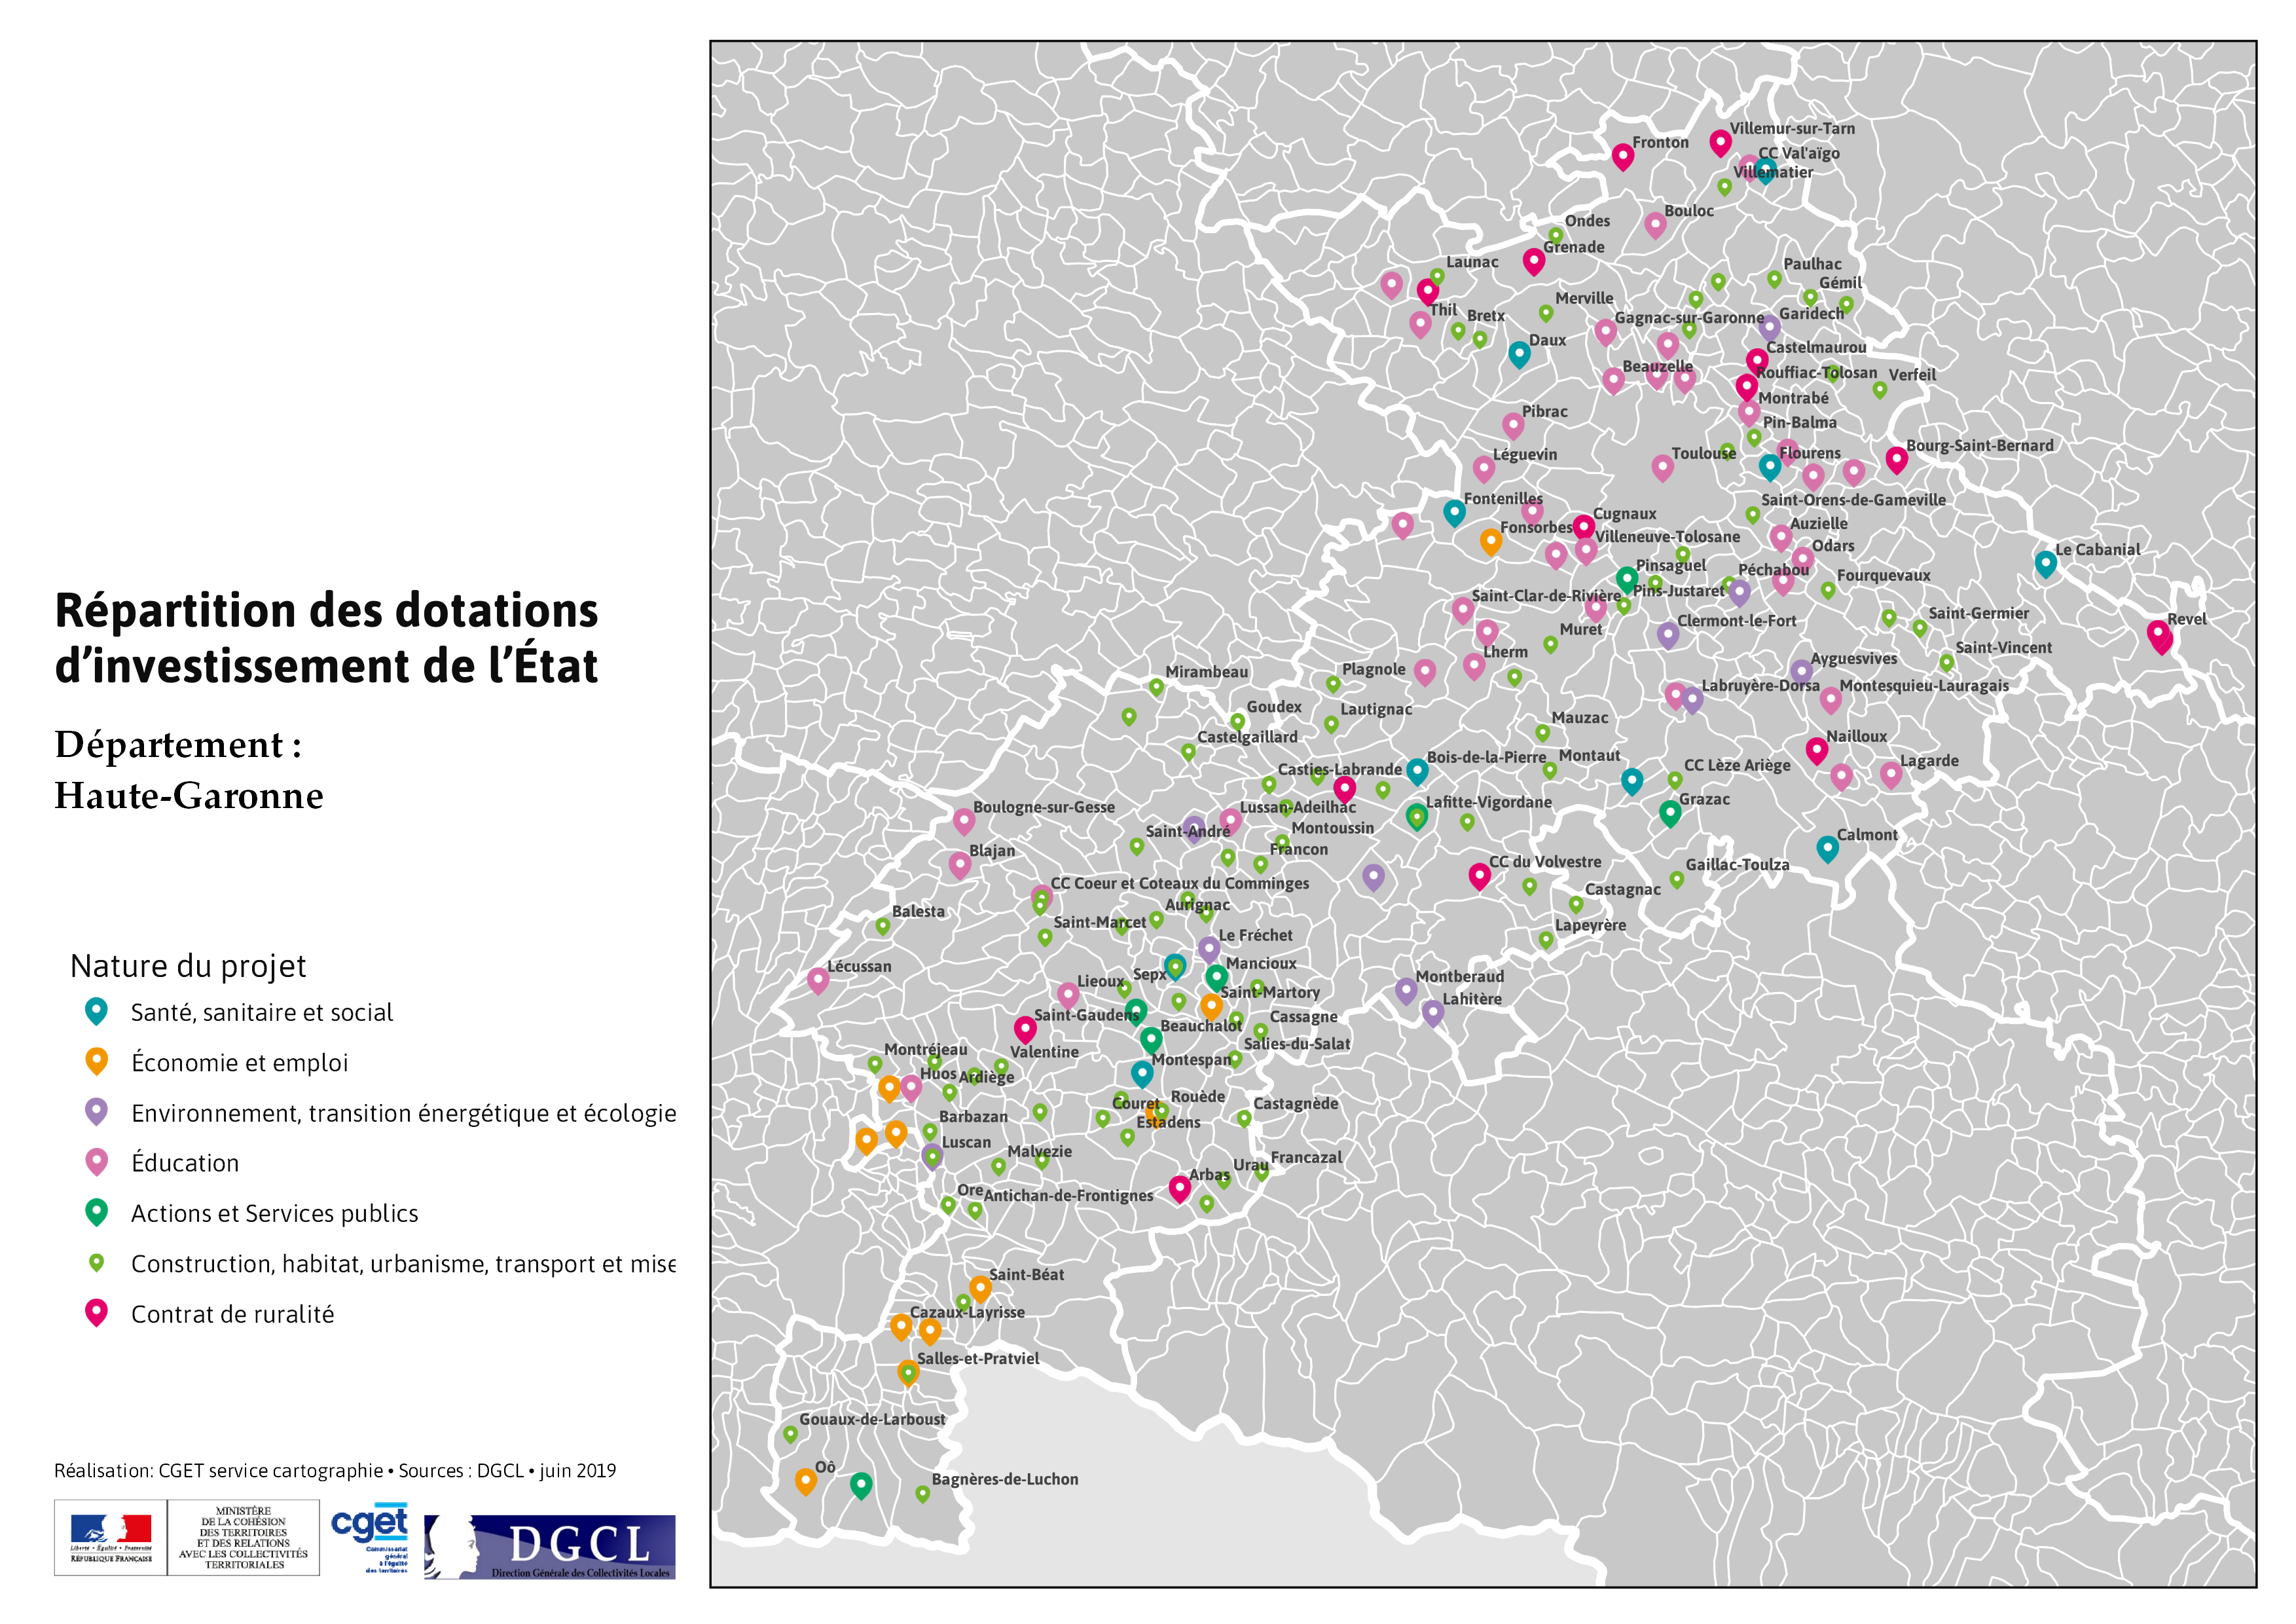 Répartition des dotations
d’investissement de l’État
Département :
Haute-Garonne
Nature du projet
Santé, sanitaire et social
Économie et emploi
Environnement, transition énergétique et écologie
Éducation
Actions et Services publics
Construction, habitat, urbanisme, transport et mise
Contrat de ruralité
Réalisation: CGET service cartographie • Sources : DGCL • juin 2019
Liberté • Égalité • Fraternité
RÉPUBLIQUE FRANÇAISE
MINISTÈRE
DE LA COHÉSION
DES TERRITOIRES
ET DES RELATIONS
AVEC LES COLLECTIVITÉS
TERRITORIALES
cget
Commissariat
général
à l'égalité
des territoires
DGCL
Direction Générale des Collectivités Locales
Villemur-sur-Tarn
Fronton
CC Val'aïgo
Villematier
Bouloc
Ondes
Grenade
Launac
Paulhac
Gémil
Merville
Thil
Bretx
Gagnac-sur-Garonne
Garidech
Daux
Castelmaurou
Beauzelle
Rouffiac-Tolosan
Verfeil
Montrabé
Pibrac
Pin-Balma
Bourg-Saint-Bernard
Léguevin
Toulouse
Flourens
Fontenilles
Saint-Orens-de-Gameville
Cugnaux
Fonsorbes
Auzielle
Villeneuve-Tolosane
Odars
Le Cabanial
Pinsaguel
Péchabou
Fourquevaux
Saint-Clar-de-Rivière
Pins-Justaret
Saint-Germier
Clermont-le-Fort
Revel
Muret
Lherm
Saint-Vincent
Ayguesvives
Mirambeau
Plagnole
Labruyère-Dorsa
Montesquieu-Lauragais
Goudex
Lautignac
Mauzac
Castelgaillard
Nailloux
Bois-de-la-Pierre
Montaut
Lagarde
CC Lèze Ariège
Casties-Labrande
Grazac
Boulogne-sur-Gesse
Lussan-Adeilhac
Lafitte-Vigordane
Saint-André
Montoussin
Calmont
Blajan
Francon
CC du Volvestre
Gaillac-Toulza
CC Coeur et Coteaux du Comminges
Castagnac
Balesta
Aurignac
Saint-Marcet
Lapeyrère
Le Fréchet
Lécussan
Mancioux
Lieoux
Sepx
Montberaud
Saint-Martory
Lahitère
Saint-Gaudens
Beauchalot
Cassagne
Montréjeau
Valentine
Salies-du-Salat
Montespan
Huos
Ardiège
Couret
Rouède
Castagnède
Barbazan
Estadens
Luscan
Malvezie
Arbas
Urau
Francazal
Ore
Antichan-de-Frontignes
Saint-Béat
Cazaux-Layrisse
Salles-et-Pratviel
Gouaux-de-Larboust
Oô
Bagnères-de-Luchon